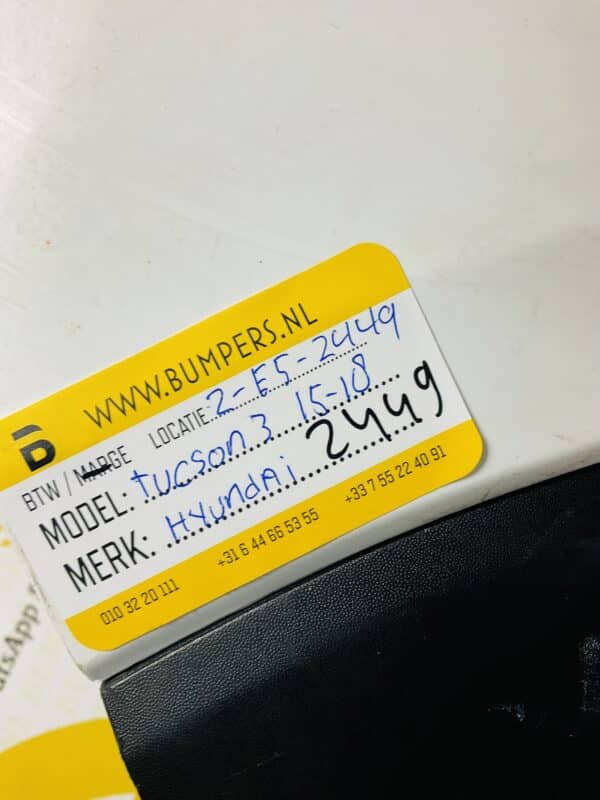 WWW.BUMPERS.NL
BTW / MARGE LOCATIE: 2-E5-2449
MODEL: tucson 3 15-18
MERK: HYundAi 2449
010 32 20 111 +31 6 44 66 53 55 +33 7 55 22 40 91
atsApp